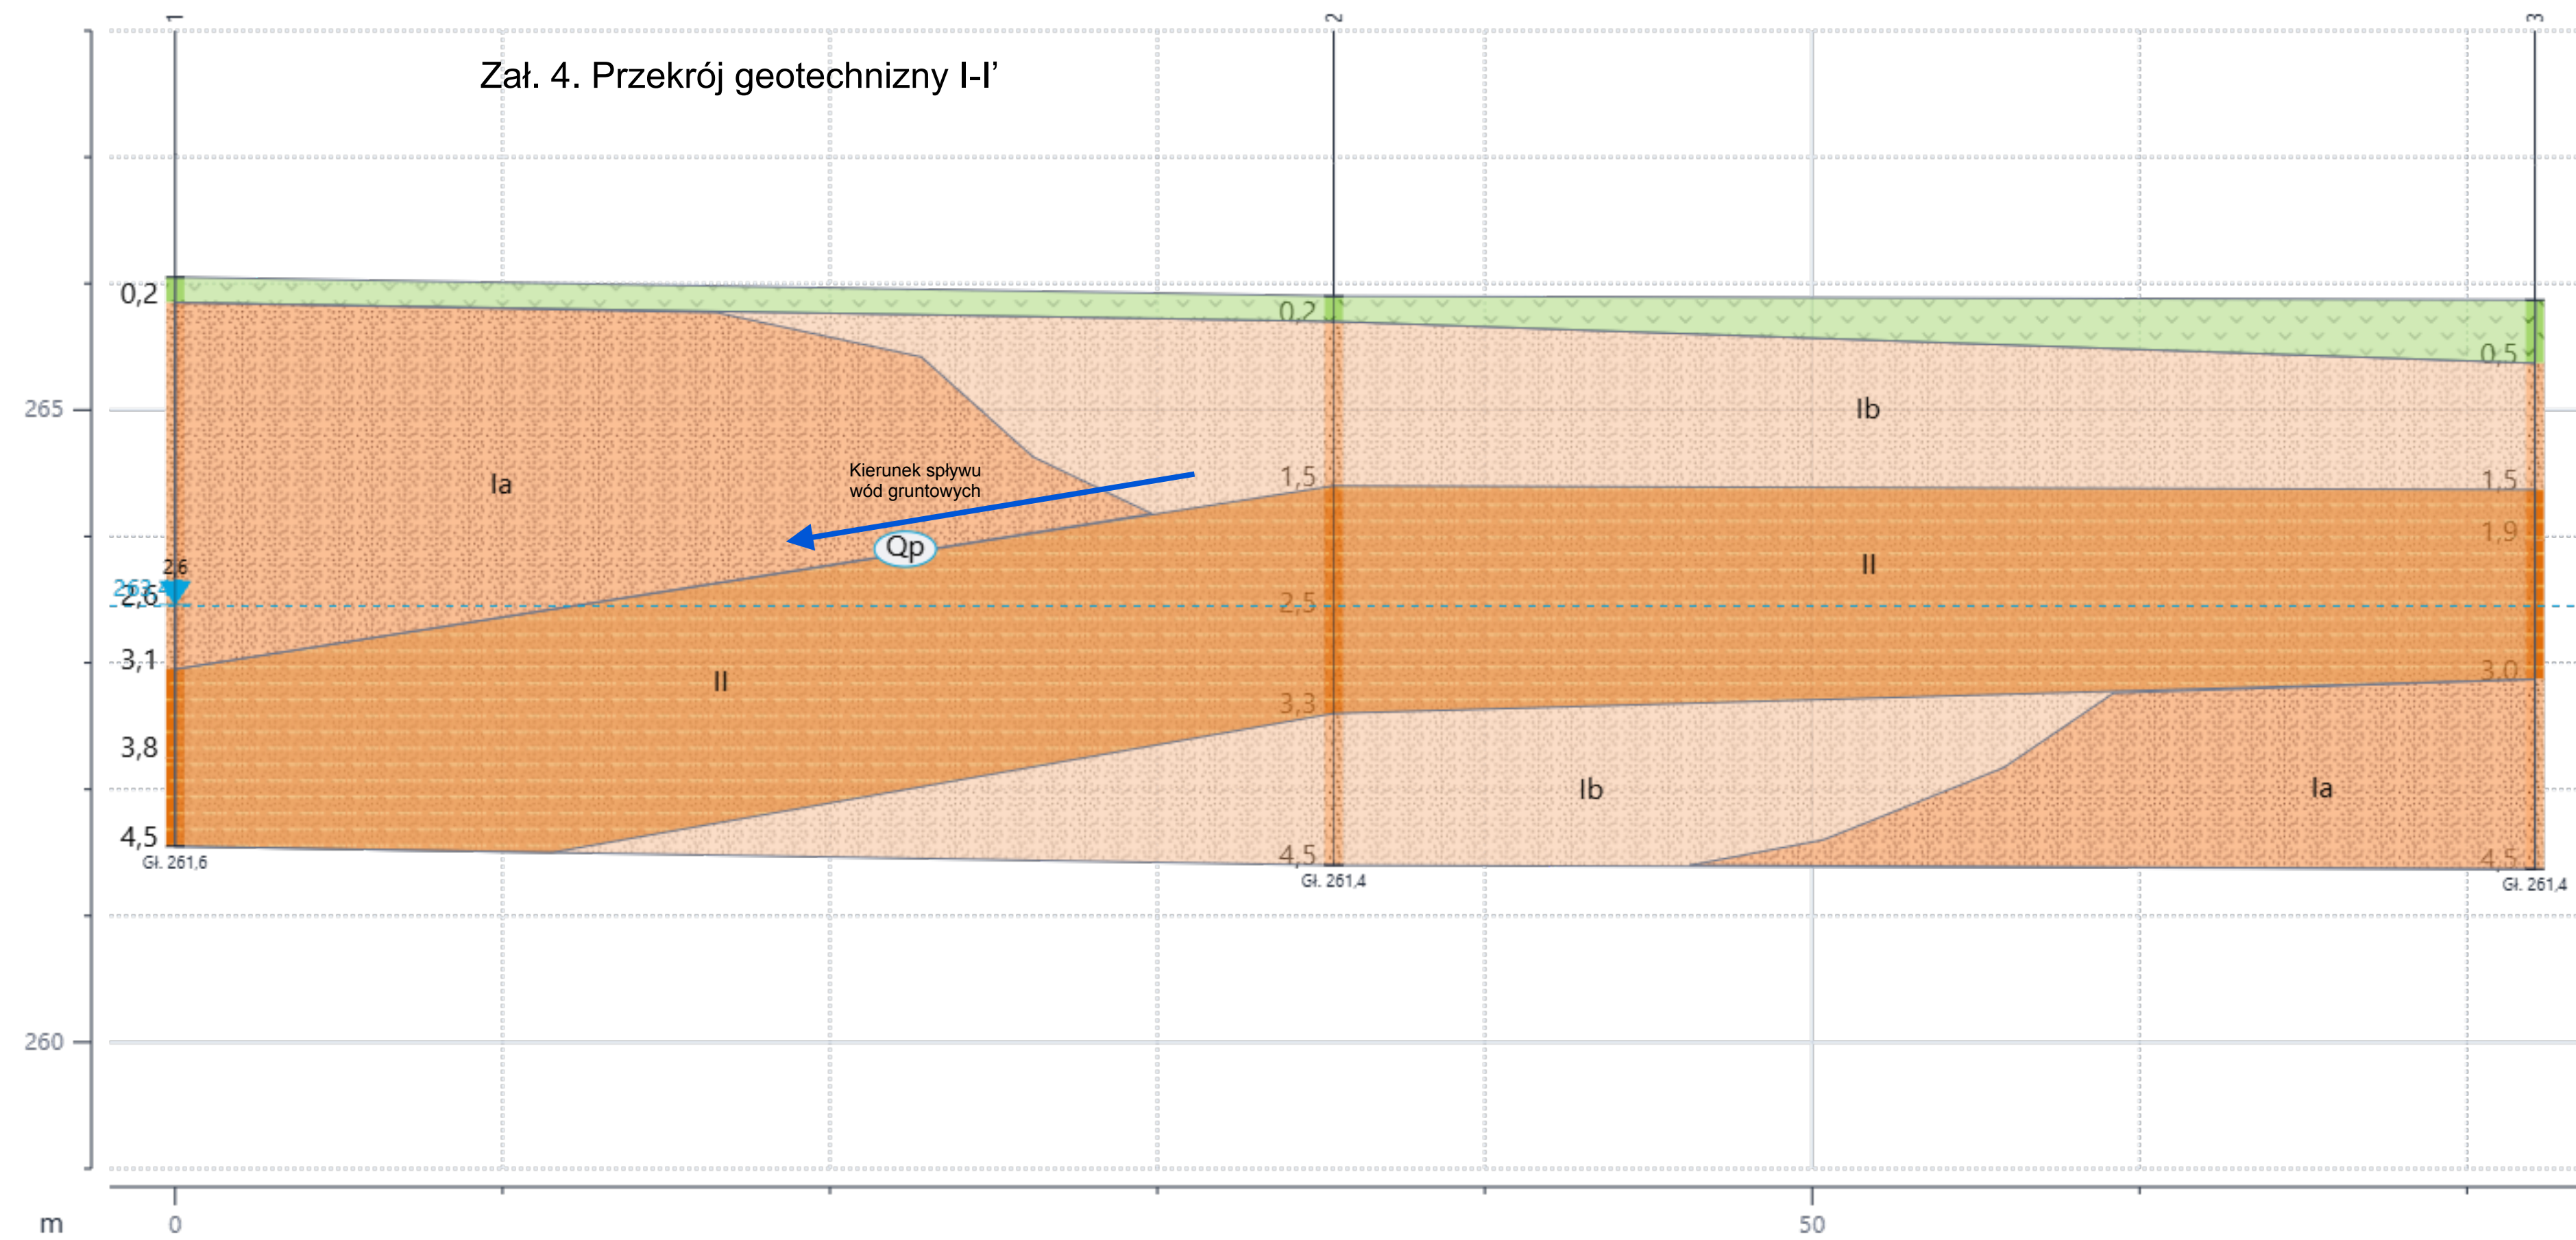 1
2
3
Zał. 4. Przekrój geotechnizny I-I’
0,2
0,2
0,5
265
Ib
Ia
Kierunek spływu
wód gruntowych
1,5
1,5
1,9
Qp
II
2,6
2,6
2,5
3,1
II
3,0
3,3
3,8
Ib
Ia
4,5
4,5
4,5
Gł. 261,6
Gł. 261,4
Gł. 261,4
260
m
0
50